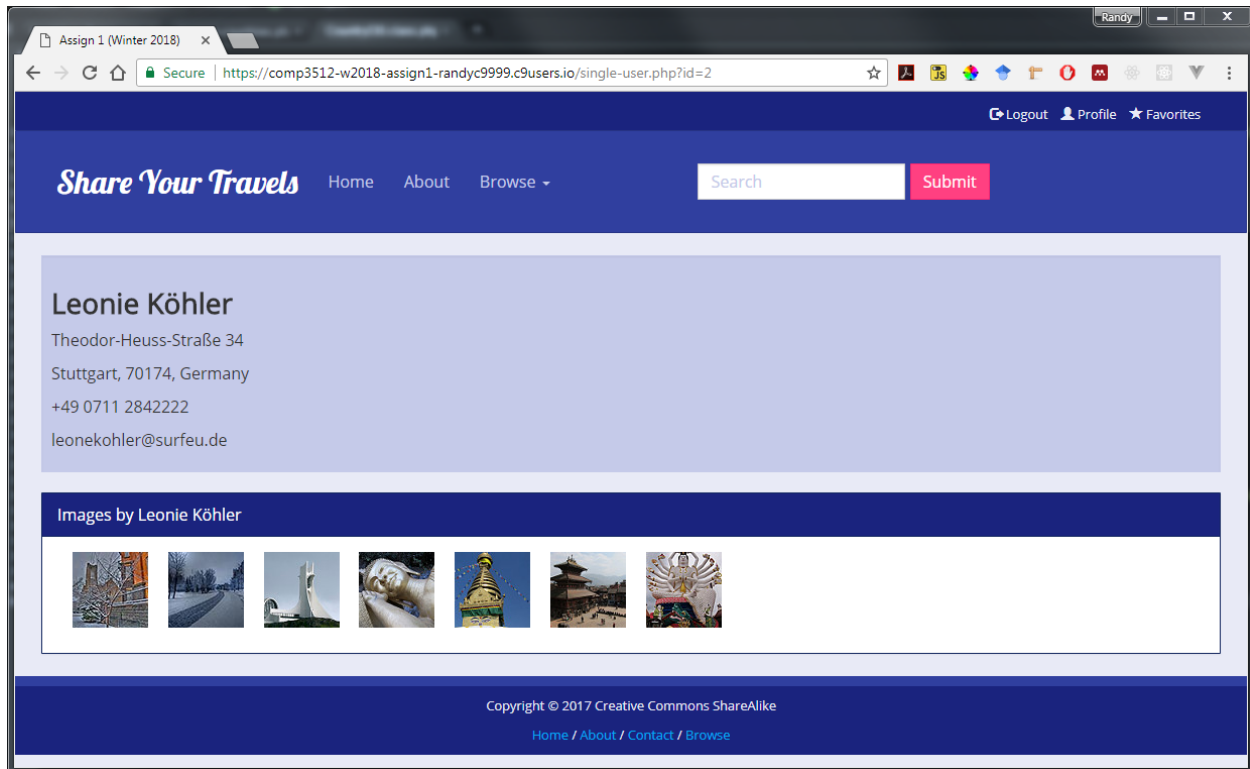 Randy
Assign 1 (Winter 2018)
Secure | https://comp3512-w2018-assign1-randyc9999.c9users.io/single-user.php?id=2
Logout Profile Favorites
Share Your Travels Home About Browse Search Submit
Leonie Köhler
Theodor-Heuss-Straße 34
Stuttgart, 70174, Germany
+49 0711 2842222
leonekohler@surfeu.de
Images by Leonie Köhler
Copyright © 2017 Creative Commons ShareAlike
Home / About / Contact / Browse